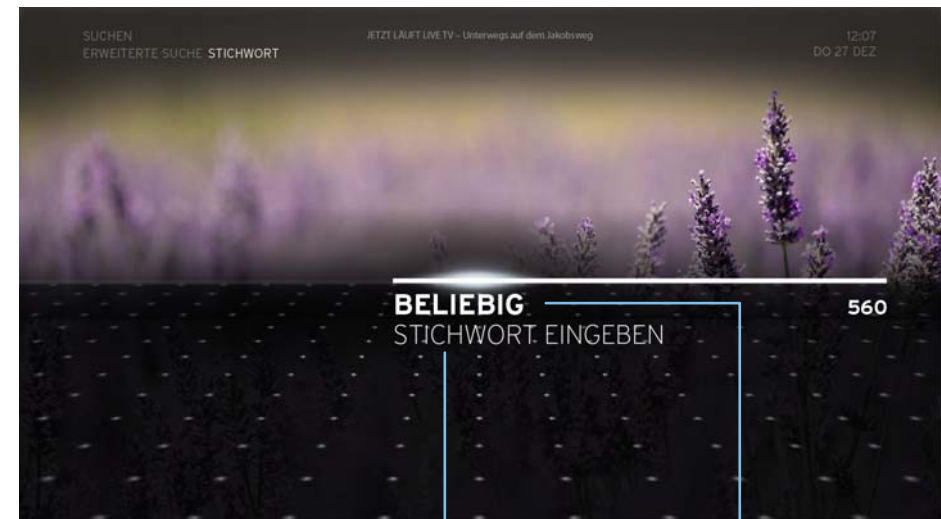 SUCHEN
ERWEITERTE SUCHE STICHWORT
JETZT LÄUFT LIVE TV – Unterwegs auf dem Jakobsweg
12:07
DO 27 DEZ
BELIEBIG 560
STICHWORT EINGEBEN